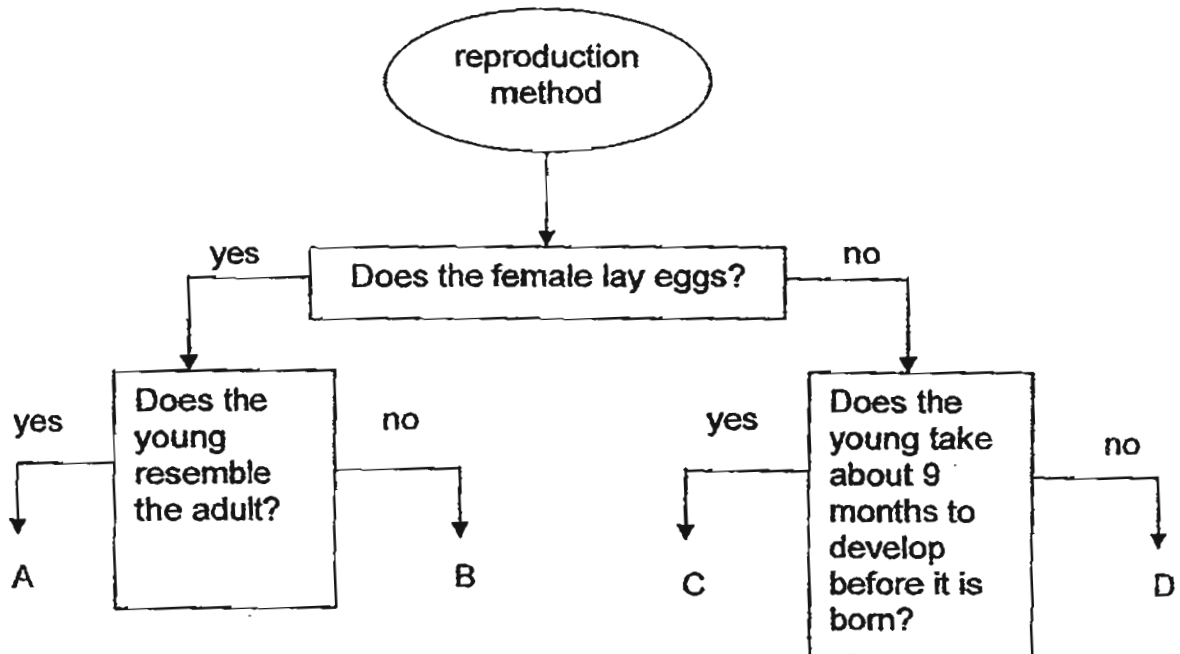 reproduction
method
yes
Does the female lay eggs?
no
yes
Does the
young
resemble
the adult?
no
yes
Does the
young take
about 9
months to
develop
before it is
born?
no
A
B
C
D